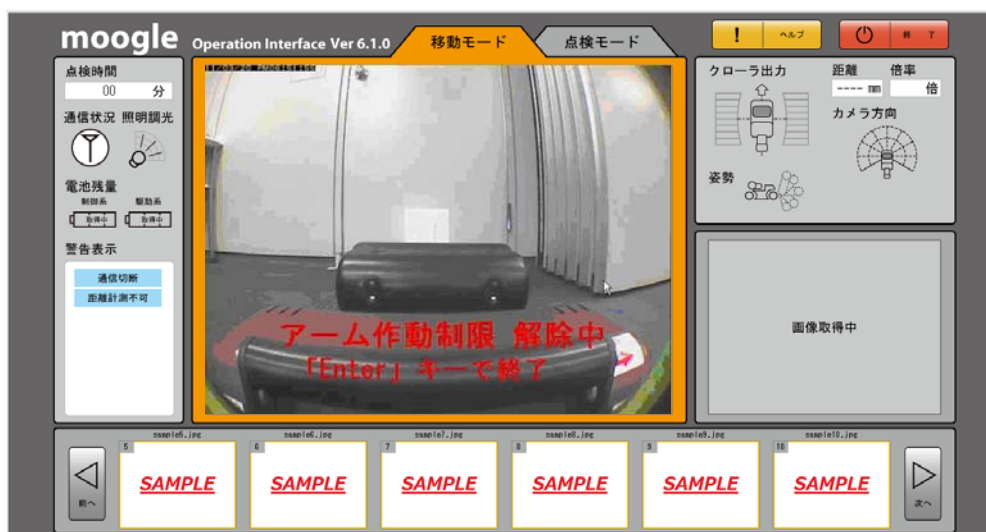 moogle Operation Interface Ver 6.1.0
移動モード
点検モード
! ヘルプ
終 了
点検時間
00 分
通信状況 照明調光
電池残量
制御系 駆動系
取得中 取得中
警告表示
通信切断
距離計測不可
アーム作動制限 解除中
「Enter」キーで終了
クローラ出力
距離 倍率
---- mm 倍
カメラ方向
姿勢
画像取得中
前へ
sample5.jpg sample6.jpg sample7.jpg sample8.jpg sample9.jpg sample10.jpg
5 6 7 8 9 10
SAMPLE SAMPLE SAMPLE SAMPLE SAMPLE SAMPLE
次へ